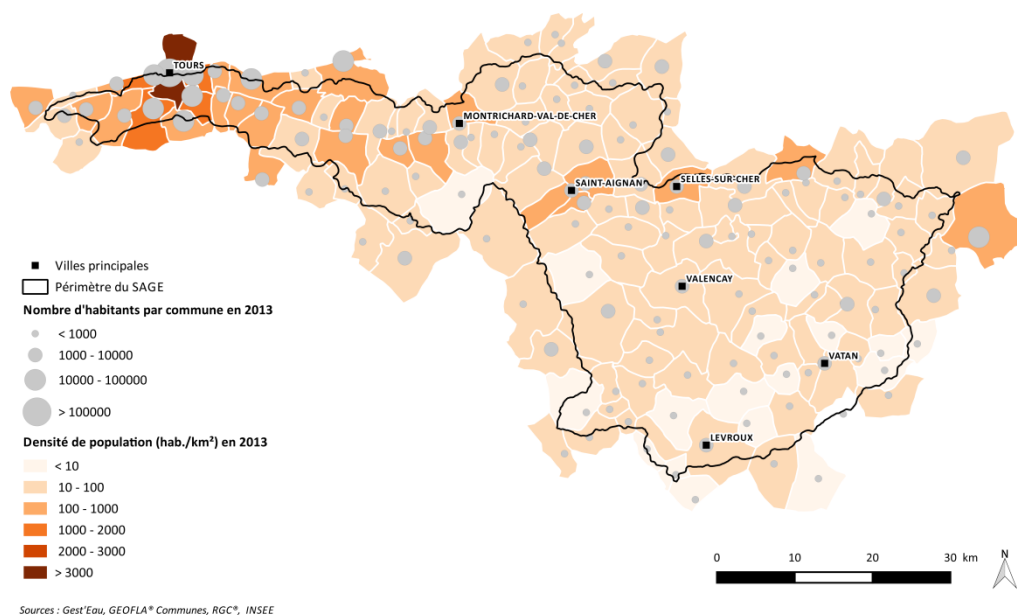 TOURS
MONTRICHARD-VAL-DE-CHER
SAINT-AIGNAN
SELLES-SUR-CHER
VALENCAY
VATAN
LEVROUX
Villes principales
Périmètre du SAGE
Nombre d'habitants par commune en 2013
< 1000
1000 - 10000
10000 - 100000
> 100000
Densité de population (hab./km²) en 2013
< 10
10 - 100
100 - 1000
1000 - 2000
2000 - 3000
> 3000
0 10 20 30 km
N
Sources : Gest'Eau, GEOFLA® Communes, RGC®, INSEE